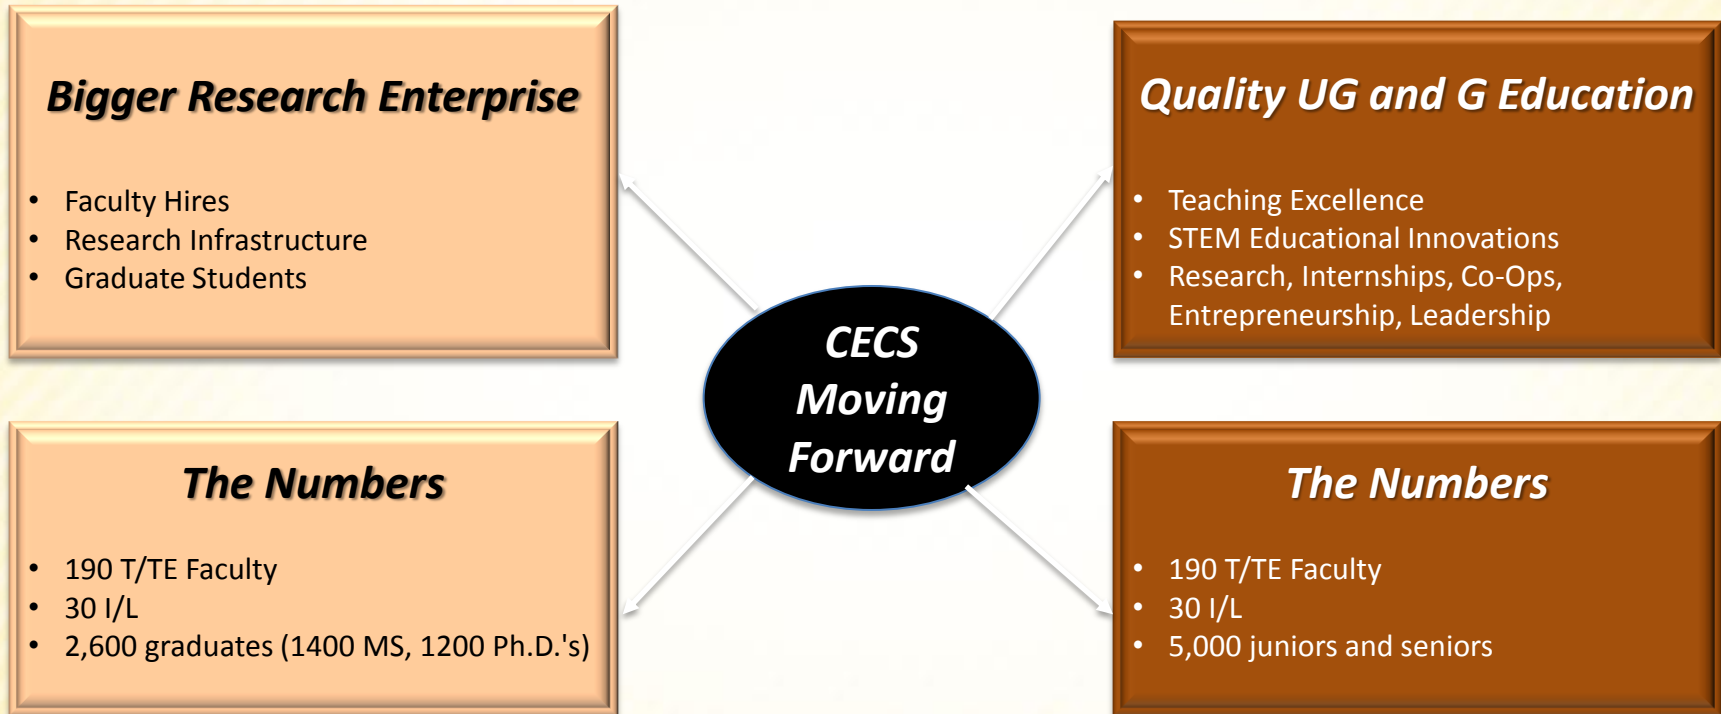 Bigger Research Enterprise
• Faculty Hires
• Research Infrastructure
• Graduate Students
Quality UG and G Education
• Teaching Excellence
• STEM Educational Innovations
• Research, Internships, Co-Ops,
Entrepreneurship, Leadership
CECS
Moving
Forward
The Numbers
• 190 T/TE Faculty
• 30 I/L
• 2,600 graduates (1400 MS, 1200 Ph.D.'s)
The Numbers
• 190 T/TE Faculty
• 30 I/L
• 5,000 juniors and seniors